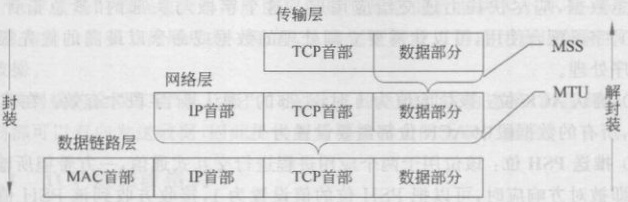 传输层
TCP首部 数据部分 MSS
网络层
IP首部 TCP首部 数据部分 MTU
数据链路层
MAC首部 IP首部 TCP首部 数据部分
封装
解封装